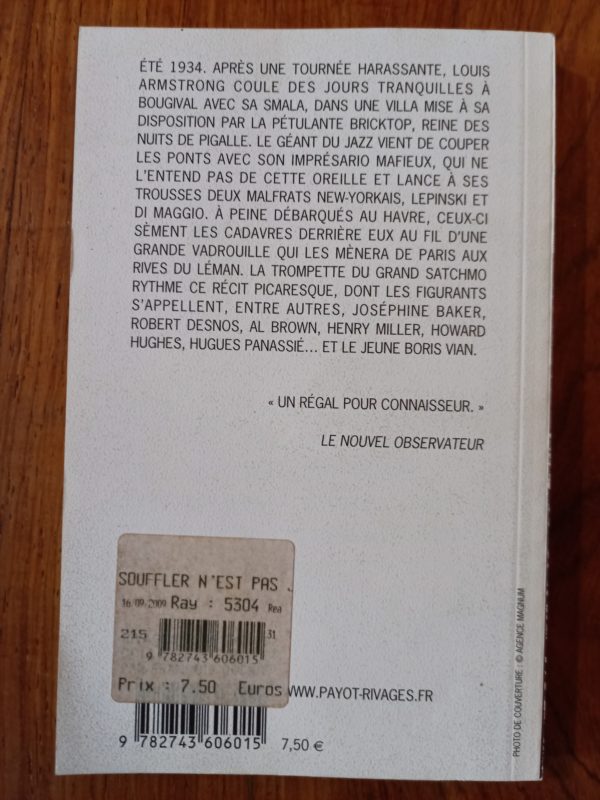 ÉTÉ 1934. APRÈS UNE TOURNÉE HARASSANTE, LOUIS
ARMSTRONG COULE DES JOURS TRANQUILLES À
BOUGIVAL AVEC SA SMALA, DANS UNE VILLA MISE À SA
DISPOSITION PAR LA PÉTULANTE BRICKTOP, REINE DES
NUITS DE PIGALLE. LE GÉANT DU JAZZ VIENT DE COUPER
LES PONTS AVEC SON IMPRÉSARIO MAFIEUX, QUI NE
L'ENTEND PAS DE CETTE OREILLE ET LANCE À SES
TROUSSES DEUX MALFRATS NEW-YORKAIS, LEPINSKI ET
DI MAGGIO. À PEINE DÉBARQUÉS AU HAVRE, CEUX-CI
SÈMENT LES CADAVRES DERRIÈRE EUX AU FIL D'UNE
GRANDE VADROUILLE QUI LES MÈNERA DE PARIS AUX
RIVES DU LÉMAN. LA TROMPETTE DU GRAND SATCHMO
RYTHME CE RÉCIT PICARESQUE, DONT LES FIGURANTS
S'APPELLENT, ENTRE AUTRES, JOSÉPHINE BAKER,
ROBERT DESNOS, AL BROWN, HENRY MILLER, HOWARD
HUGHES, HUGUES PANASSIÉ... ET LE JEUNE BORIS VIAN.
« UN RÉGAL POUR CONNAISSEUR. »
LE NOUVEL OBSERVATEUR
SOUFFLER N'EST PAS .
16.09.2009 Ray : 5304 Rea
215 31
9 782743 606015
Prix : 7.50 Euros
WWW.PAYOT-RIVAGES.FR
9 782743 606015 7,50 €
PHOTO DE COUVERTURE : © AGENCE MAGNUM